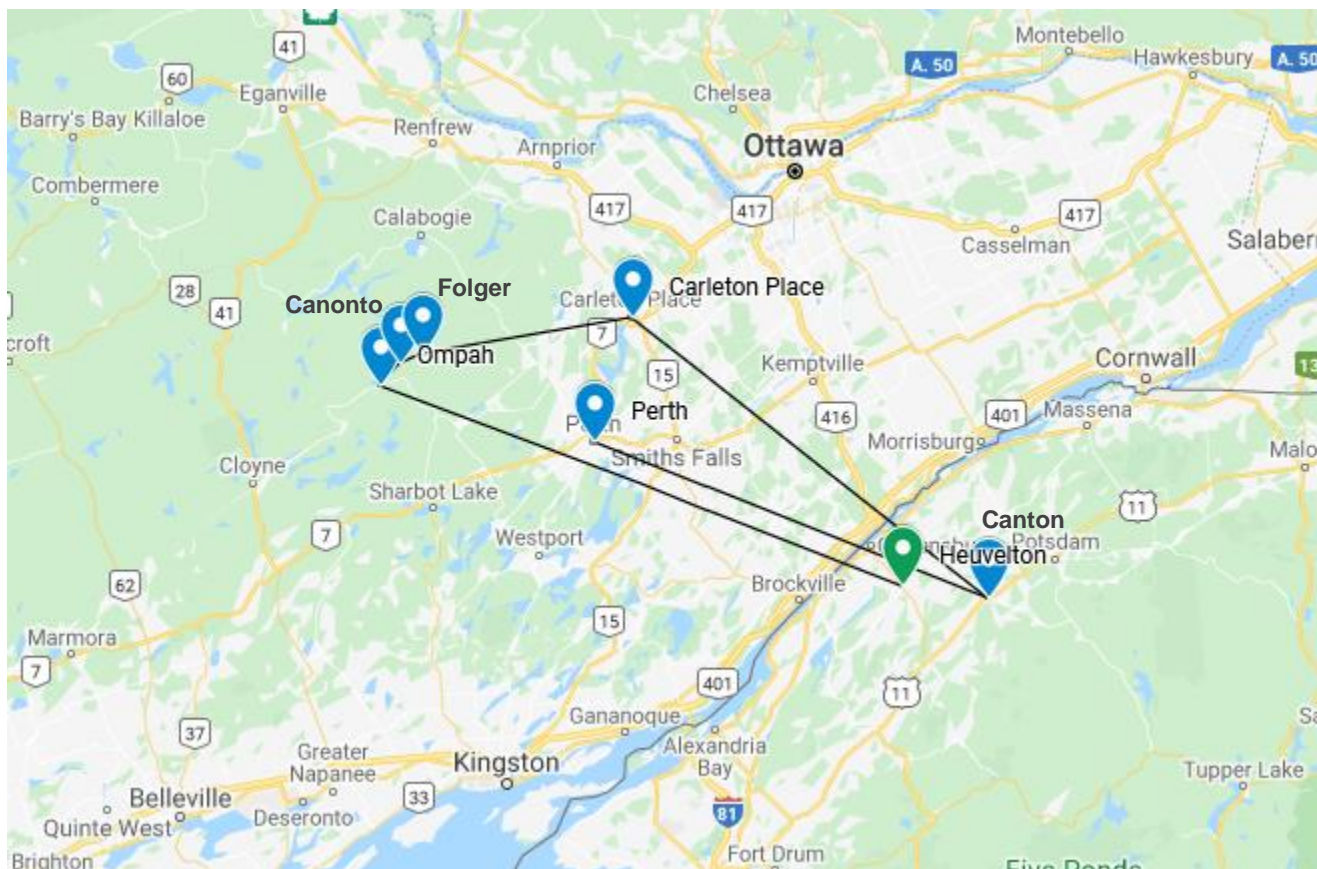 Montebello
41
A. 50
Hawkesbury
A. 50
60
Eganville
Chelsea
Barry's Bay Killaloe
Renfrew
Arnprior
Ottawa
Combermere
417
417
417
Calabogie
Casselman
Salaberr
28
41
Canonto
Folger
Carleton Place
Carleton Place
7
croft
Ompah
Kemptville
Cornwall
15
13
Perth
Perth
416
401
Massena
Morrisburg
Smiths Falls
Cloyne
Malo
Sharbot Lake
11
7
Westport
Canton
Potsdam
Heuvelton
62
Brockville
15
Marmora
7
401
11
Gananoque
Sa
37
Greater
Napanee
Kingston
Alexandria
Bay
Tupper Lake
Belleville
33
Deseronto
81
Quinte West
Brighton
Fort Drum
Five Ponds